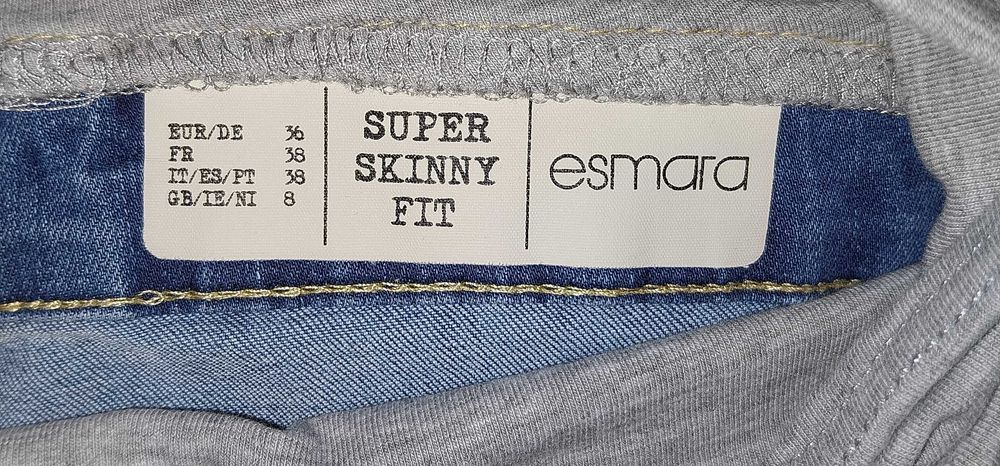 EUR/DE 36
FR 38
IT/ES/PT 38
GB/IE/NI 8
SUPER
SKINNY
FIT
esmara